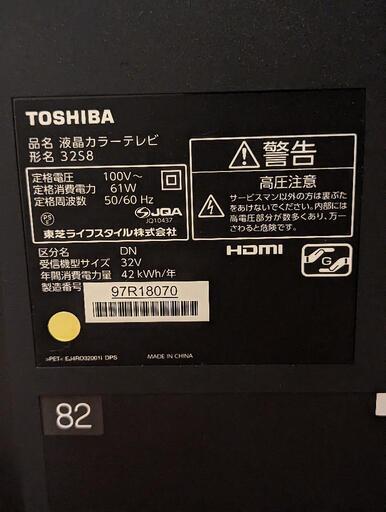 TOSHIBA
品名 液晶カラーテレビ
形名 32S8
定格電圧 100V～
定格消費電力 61W
定格周波数 50/60 Hz
PS
E
JQA
JQ10437
東芝ライフスタイル株式会社
区分名 DN
受信機型サイズ 32V
年間消費電力量 42 kWh/年
製造番号
97R18070
警告
高圧注意
サービスマン以外の方は裏ぶた
をあけないでください。内部には
高電圧部分が数多くあり、万一
さわると危険です。
HDMI
G
>PET< EJ4RO32001I DPS
MADE IN CHINA
82